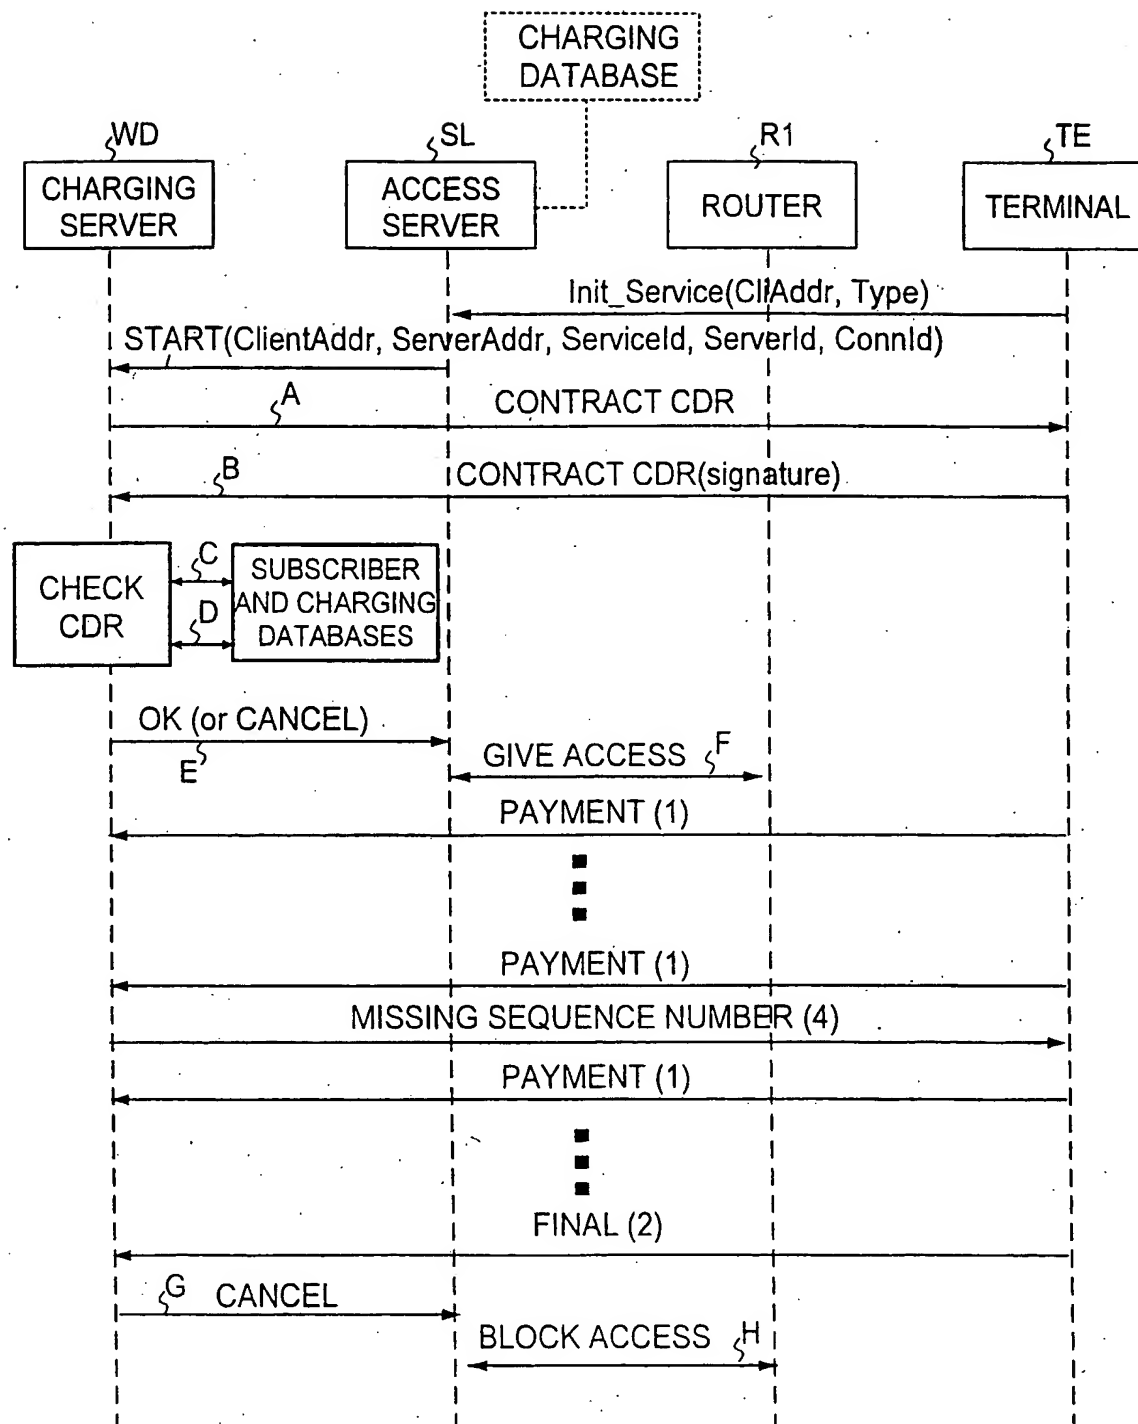 CHARGING
DATABASE
WD
SL
R1
TE
CHARGING
SERVER
ACCESS
SERVER
ROUTER
TERMINAL
Init_Service(CliAddr, Type)
START(ClientAddr, ServerAddr, ServiceId, ServerId, ConnId)
A
CONTRACT CDR
B
CONTRACT CDR(signature)
CHECK
CDR
C
D
SUBSCRIBER
AND CHARGING
DATABASES
OK (or CANCEL)
E
GIVE ACCESS
F
PAYMENT (1)
PAYMENT (1)
MISSING SEQUENCE NUMBER (4)
PAYMENT (1)
FINAL (2)
G
CANCEL
BLOCK ACCESS
H